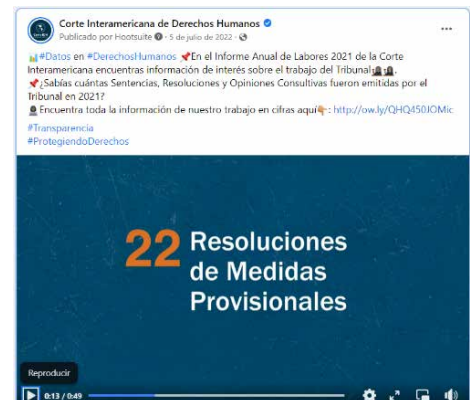 Corte Interamericana de Derechos Humanos
Publicado por Hootsuite · 5 de julio de 2022 ·
#Datos en #DerechosHumanos 📌En el Informe Anual de Labores 2021 de la Corte
Interamericana encuentras información de interés sobre el trabajo del Tribunal
📌¿Sabías cuántas Sentencias, Resoluciones y Opiniones Consultivas fueron emitidas por el
Tribunal en 2021?
Encuentra toda la información de nuestro trabajo en cifras aquí: http://ow.ly/QHQ450JOMic
#Transparencia
#ProtegiendoDerechos
22 Resoluciones
de Medidas
Provisionales
Reproducir
0:13 / 0:49